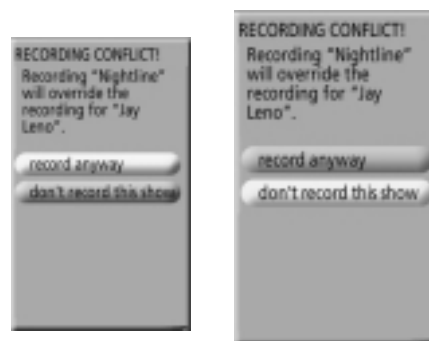 RECORDING CONFLICT!
Recording "Nightline"
will override the
recording for "Jay
Leno".
record anyway
don't record this show
RECORDING CONFLICT!
Recording "Nightline"
will override the
recording for "Jay
Leno".
record anyway
don't record this show